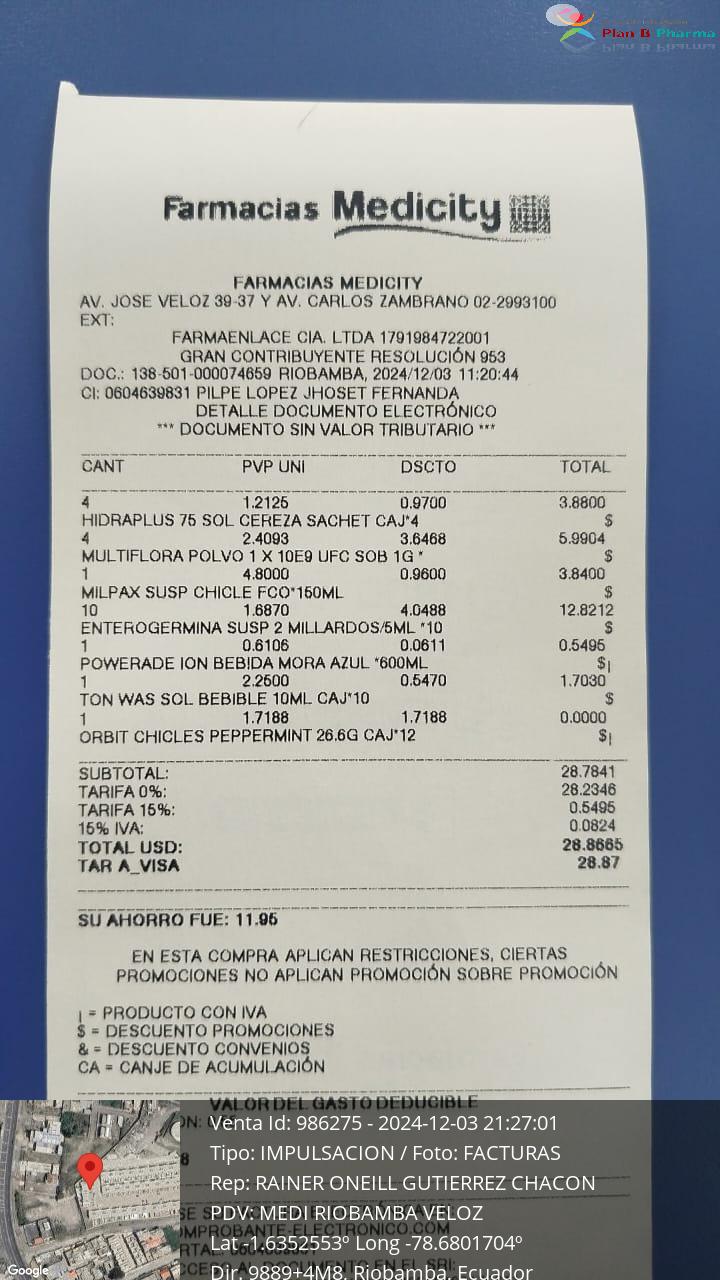 Plan B Pharma
Farmacias Medicity
FARMACIAS MEDICITY
AV. JOSE VELOZ 39-37 Y AV. CARLOS ZAMBRANO 02-2993100
EXT:
FARMAENLACE CIA. LTDA 1791984722001
GRAN CONTRIBUYENTE RESOLUCIÓN 953
DOC.: 138-501-000074659 RIOBAMBA, 2024/12/03 11:20:44
CI: 0604639831 PILPE LOPEZ JHOSET FERNANDA
DETALLE DOCUMENTO ELECTRÓNICO
*** DOCUMENTO SIN VALOR TRIBUTARIO ***
CANT PVP UNI DSCTO TOTAL
4 1.2125 0.9700 3.8800
HIDRAPLUS 75 SOL CEREZA SACHET CAJ*4 $
4 2.4093 3.6468 5.9904
MULTIFLORA POLVO 1 X 10E9 UFC SOB 1G * $
1 4.8000 0.9600 3.8400
MILPAX SUSP CHICLE FCO*150ML $
10 1.6870 4.0488 12.8212
ENTEROGERMINA SUSP 2 MILLARDOS/5ML *10 $
1 0.6106 0.0611 0.5495
POWERADE ION BEBIDA MORA AZUL *600ML $¡
1 2.2500 0.5470 1.7030
TON WAS SOL BEBIBLE 10ML CAJ*10 $
1 1.7188 1.7188 0.0000
ORBIT CHICLES PEPPERMINT 26.6G CAJ*12 $¡
SUBTOTAL: 28.7841
TARIFA 0%: 28.2346
TARIFA 15%: 0.5495
15% IVA: 0.0824
TOTAL USD: 28.8665
TAR A_VISA 28.87
SU AHORRO FUE: 11.95
EN ESTA COMPRA APLICAN RESTRICCIONES, CIERTAS
PROMOCIONES NO APLICAN PROMOCIÓN SOBRE PROMOCIÓN
¡ = PRODUCTO CON IVA
$ = DESCUENTO PROMOCIONES
& = DESCUENTO CONVENIOS
CA = CANJE DE ACUMULACIÓN
VALOR DEL GASTO DEDUCIBLE
Venta Id: 986275 - 2024-12-03 21:27:01
Tipo: IMPULSACION / Foto: FACTURAS
Rep: RAINER ONEILL GUTIERREZ CHACON
PDV: MEDI RIOBAMBA VELOZ
Lat:-1.6352553º Long -78.6801704º
Dir: 9889+4M8, Riobamba, Ecuador
Google